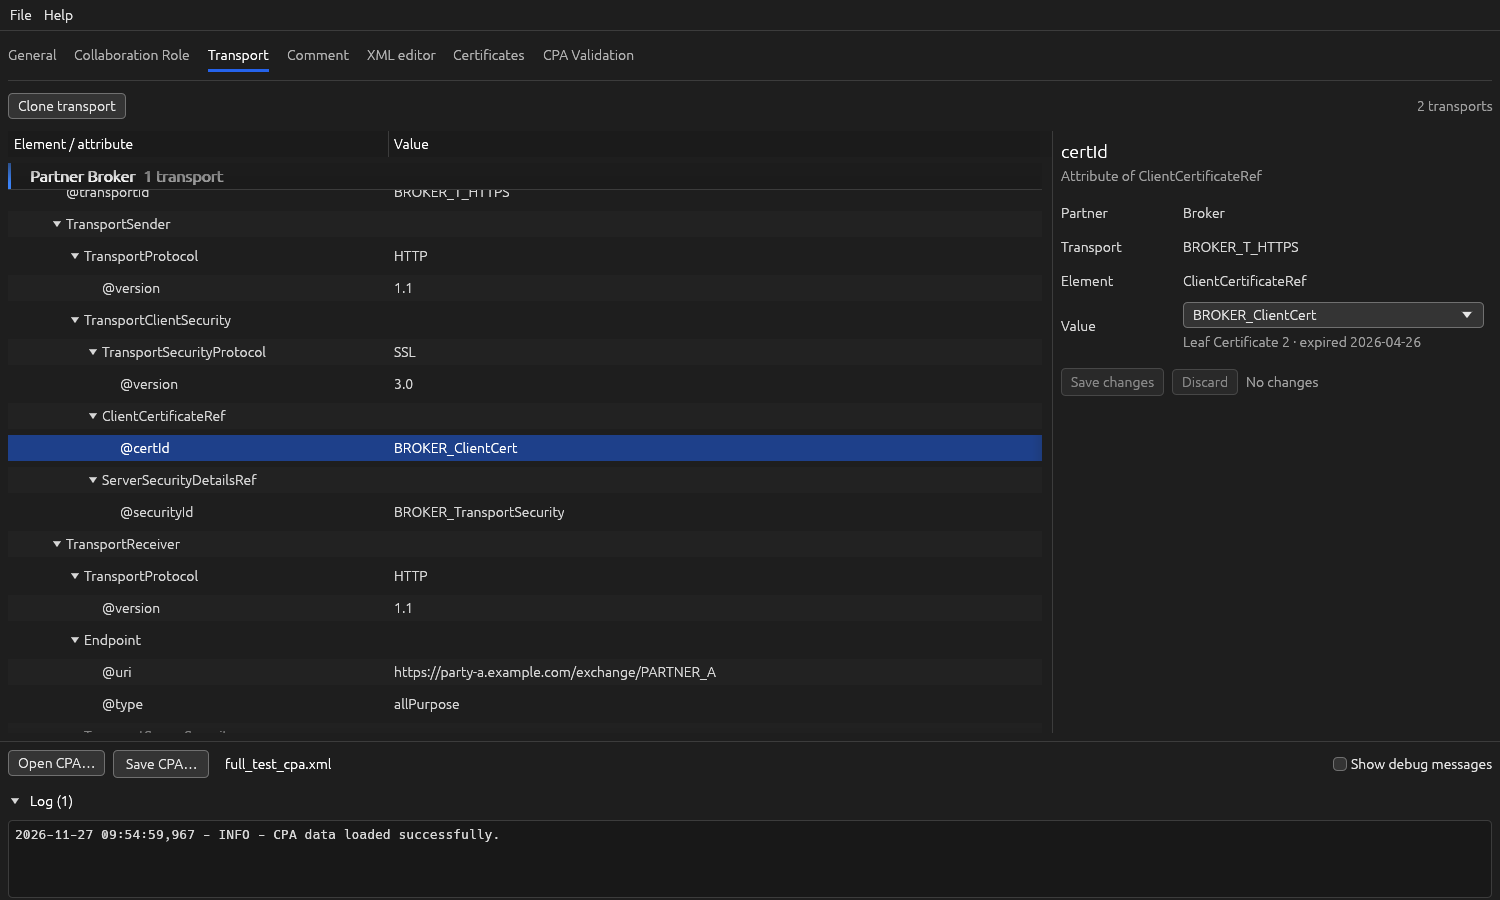 File Help
General Collaboration Role Transport Comment XML editor Certificates CPA Validation
Clone transport 2 transports
Element / attribute Value
Partner Broker 1 transport
@transportId BROKER_T_HTTPS
TransportSender
TransportProtocol HTTP
@version 1.1
TransportClientSecurity
TransportSecurityProtocol SSL
@version 3.0
ClientCertificateRef
@certId BROKER_ClientCert
ServerSecurityDetailsRef
@securityId BROKER_TransportSecurity
TransportReceiver
TransportProtocol HTTP
@version 1.1
Endpoint
@uri https://party-a.example.com/exchange/PARTNER_A
@type allPurpose
certId
Attribute of ClientCertificateRef
Partner Broker
Transport BROKER_T_HTTPS
Element ClientCertificateRef
Value BROKER_ClientCert
Leaf Certificate 2 · expired 2026-04-26
Save changes Discard No changes
Open CPA... Save CPA... full_test_cpa.xml Show debug messages
Log (1)
2026-11-27 09:54:59,967 - INFO - CPA data loaded successfully.